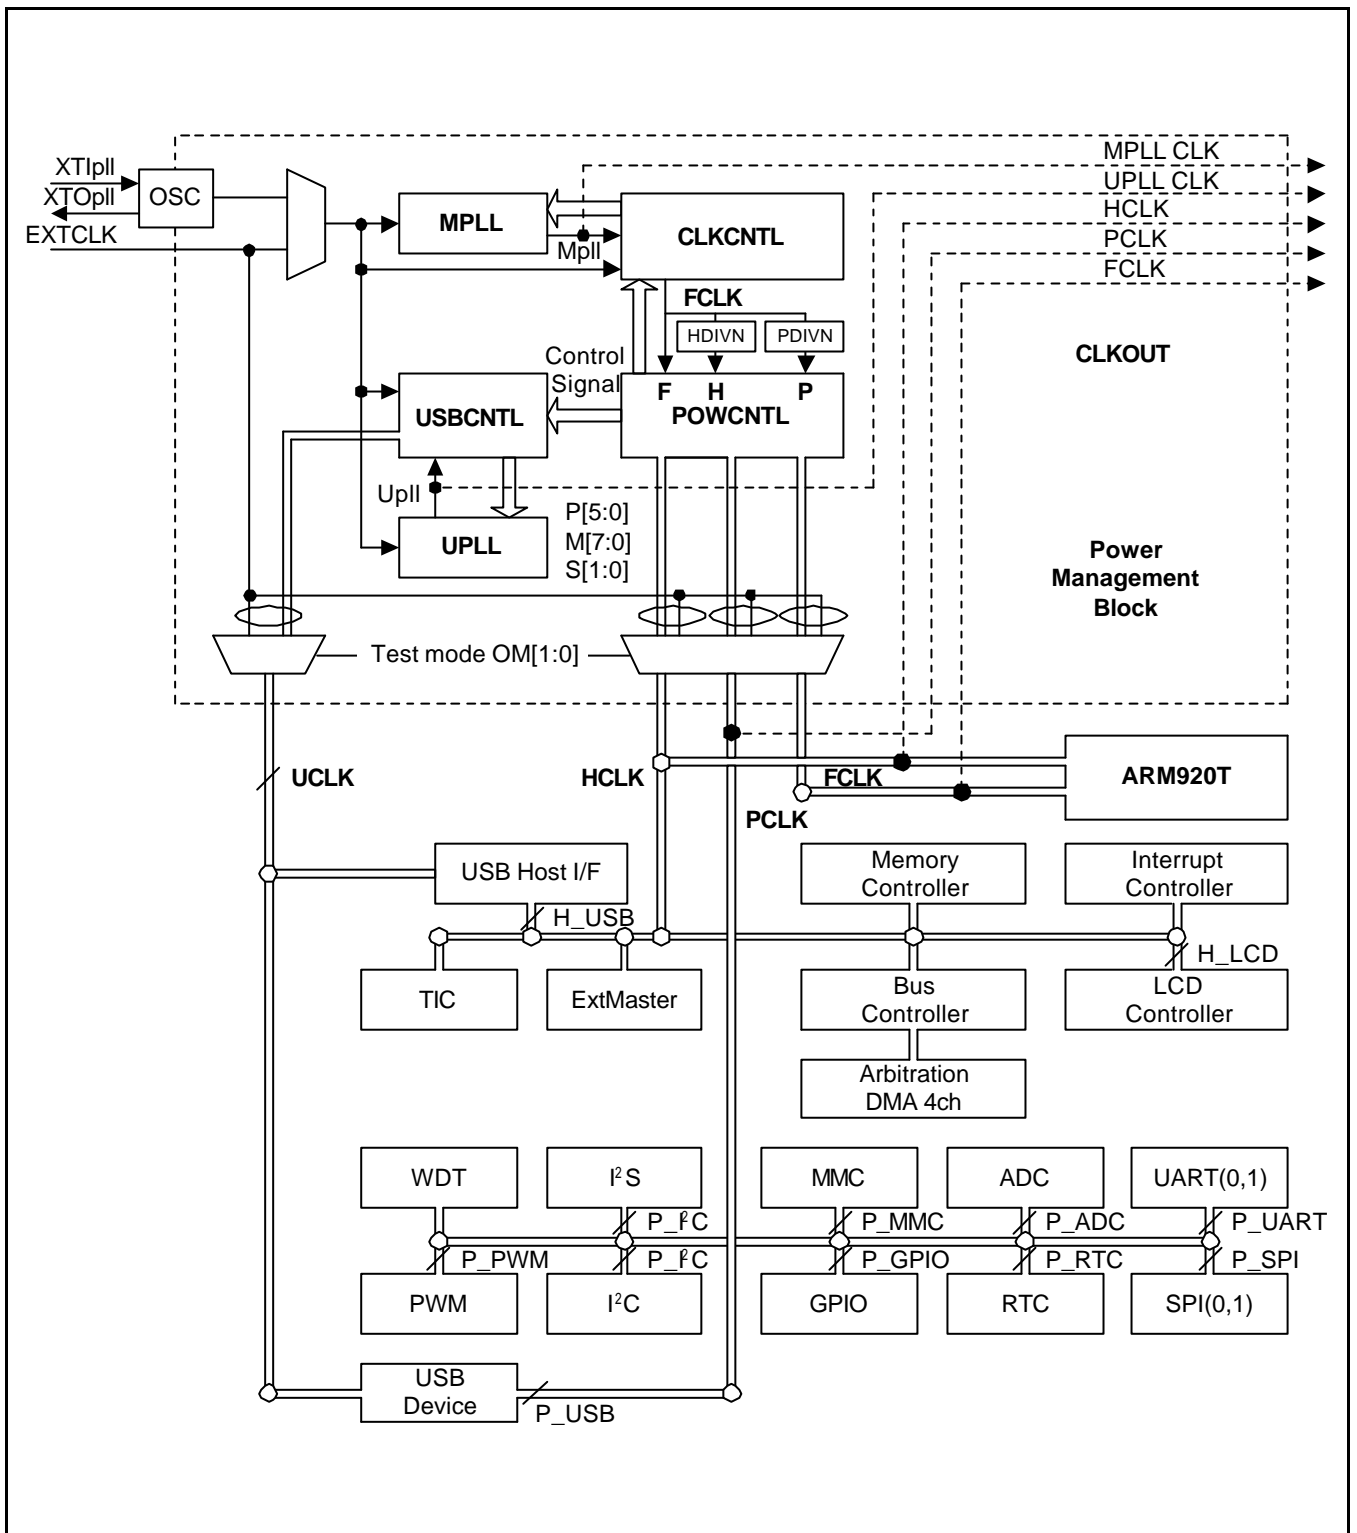 MPLL CLK
UPLL CLK
HCLK
PCLK
FCLK
XTIpll
XTOpll
EXTCLK
OSC
MPLL
Mpll
CLKCNTL
FCLK
HDIVN
PDIVN
CLKOUT
Control
Signal
F H P
POWCNTL
USBCNTL
Upll
UPLL
P[5:0]
M[7:0]
S[1:0]
Power
Management
Block
Test mode OM[1:0]
UCLK
HCLK
FCLK
PCLK
ARM920T
USB Host I/F
H_USB
Memory
Controller
Interrupt
Controller
H_LCD
TIC
ExtMaster
Bus
Controller
LCD
Controller
Arbitration
DMA 4ch
WDT
I²S
MMC
ADC
UART(0,1)
P_I²C
P_MMC
P_ADC
P_UART
P_PWM
P_I²C
P_GPIO
P_RTC
P_SPI
PWM
I²C
GPIO
RTC
SPI(0,1)
USB
Device
P_USB